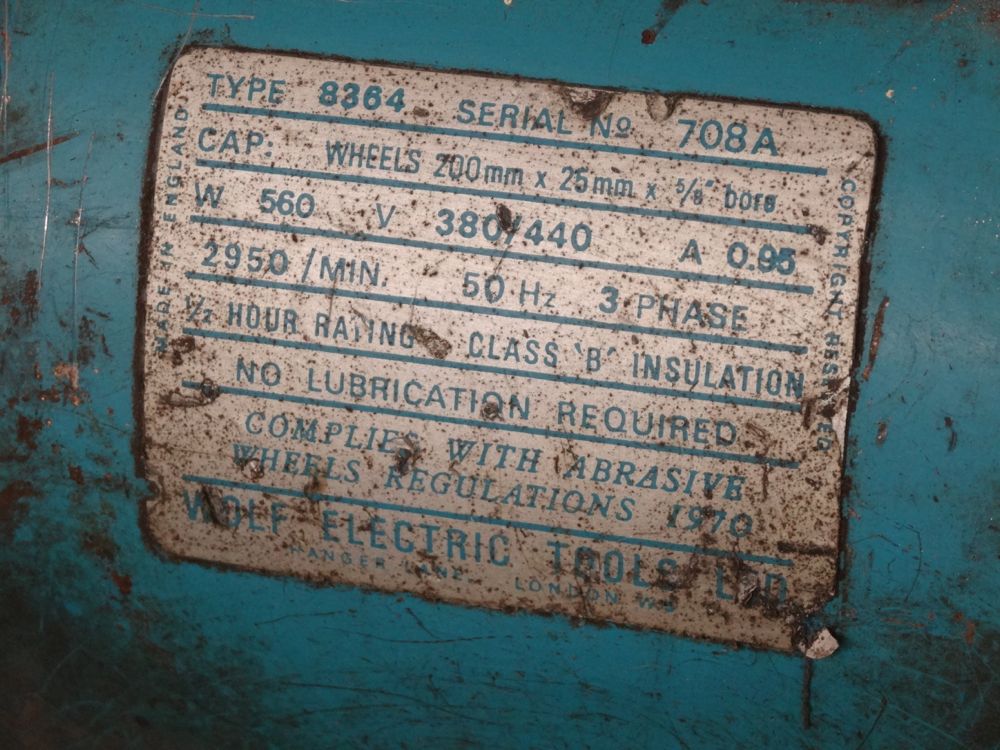 TYPE 8364 SERIAL Nº 708A
CAP: WHEELS 200mm x 25mm x 5/8" bore
W 560 V 380/440 A 0.95
2950/MIN. 50 Hz 3 PHASE
½ HOUR RATING CLASS 'B' INSULATION
NO LUBRICATION REQUIRED
COMPLIES WITH ABRASIVE
WHEELS REGULATIONS 1970
WOLF ELECTRIC TOOLS LTD
HANGER LANE LONDON W5
MADE IN ENGLAND
COPYRIGHT RESERVED